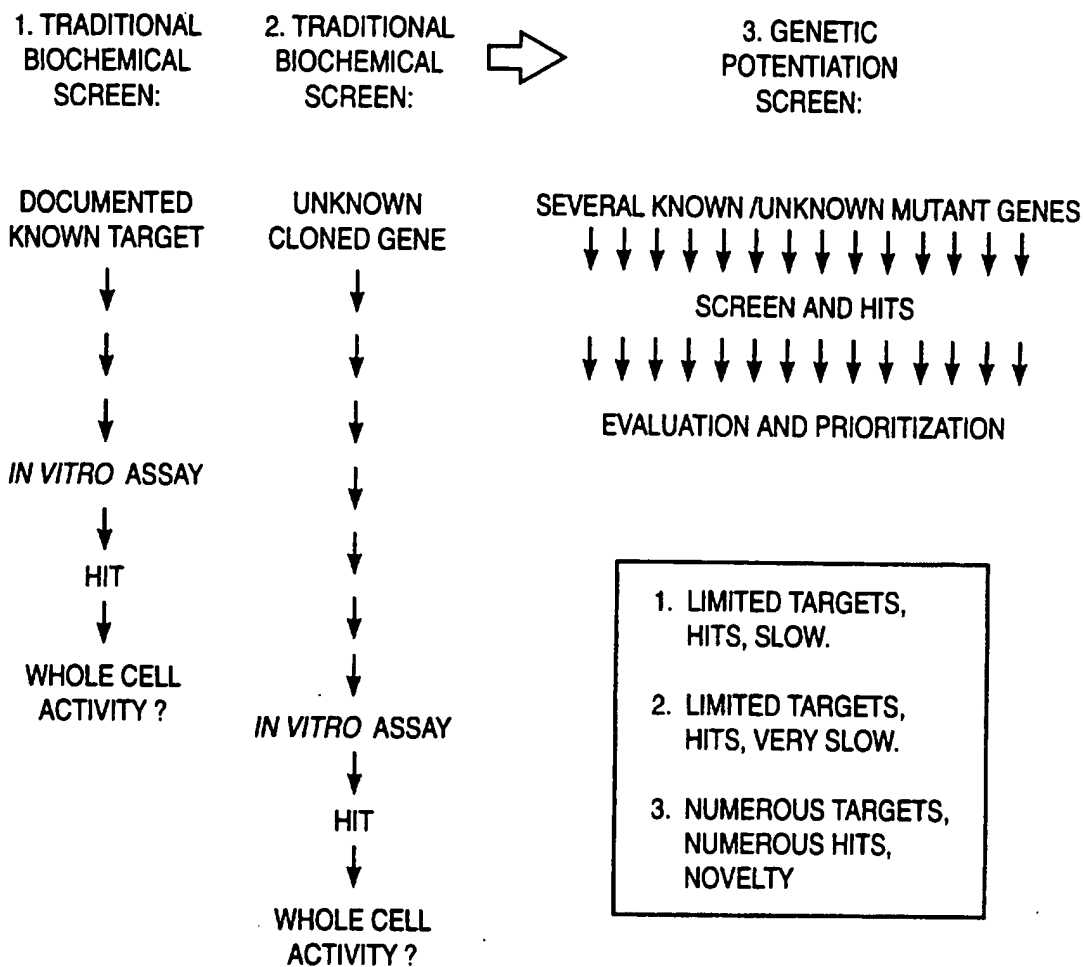 1. TRADITIONAL
BIOCHEMICAL
SCREEN:
2. TRADITIONAL
BIOCHEMICAL
SCREEN:
3. GENETIC
POTENTIATION
SCREEN:
DOCUMENTED
KNOWN TARGET
IN VITRO ASSAY
HIT
WHOLE CELL
ACTIVITY ?
UNKNOWN
CLONED GENE
IN VITRO ASSAY
HIT
WHOLE CELL
ACTIVITY ?
SEVERAL KNOWN /UNKNOWN MUTANT GENES
SCREEN AND HITS
EVALUATION AND PRIORITIZATION
1. LIMITED TARGETS,
HITS, SLOW.
2. LIMITED TARGETS,
HITS, VERY SLOW.
3. NUMEROUS TARGETS,
NUMEROUS HITS,
NOVELTY